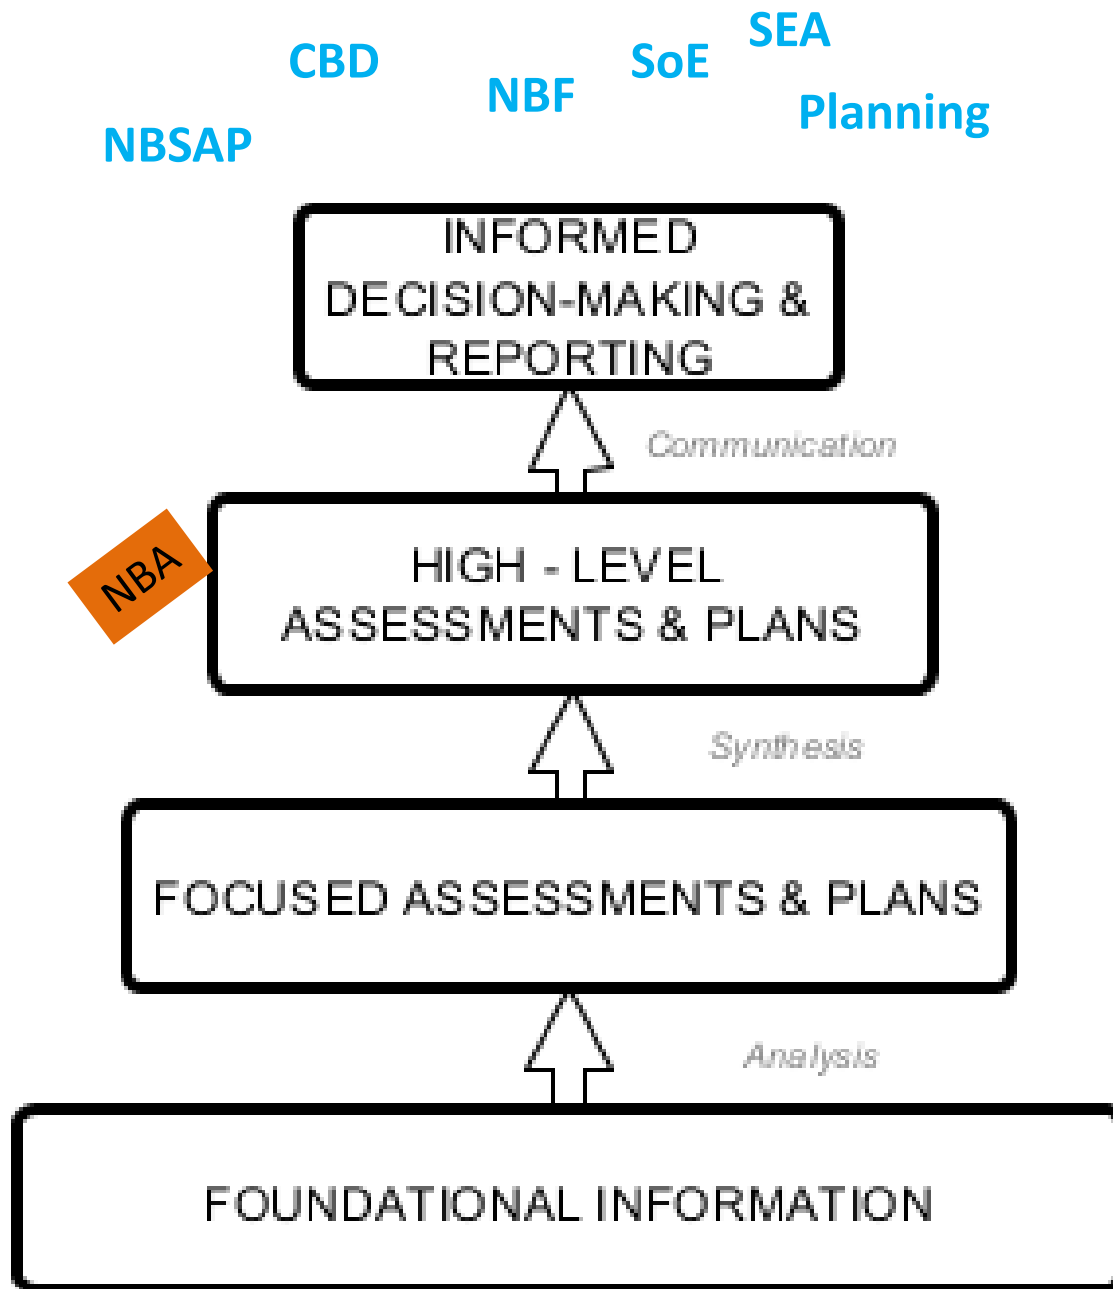 SEA
CBD
SoE
NBF
Planning
NBSAP
INFORMED
DECISION-MAKING &
REPORTING
Communication
NBA
HIGH - LEVEL
ASSESSMENTS & PLANS
Synthesis
FOCUSED ASSESSMENTS & PLANS
Analysis
FOUNDATIONAL INFORMATION